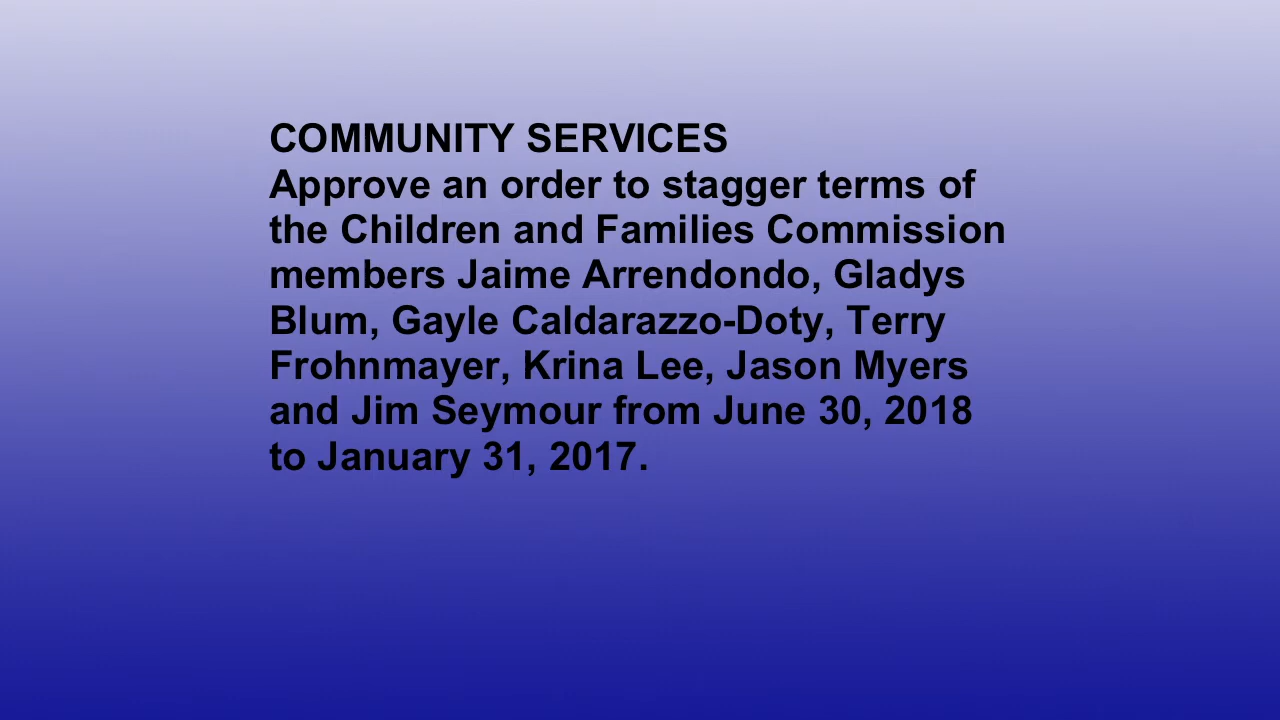 COMMUNITY SERVICES
Approve an order to stagger terms of
the Children and Families Commission
members Jaime Arrendondo, Gladys
Blum, Gayle Caldarazzo-Doty, Terry
Frohnmayer, Krina Lee, Jason Myers
and Jim Seymour from June 30, 2018
to January 31, 2017.